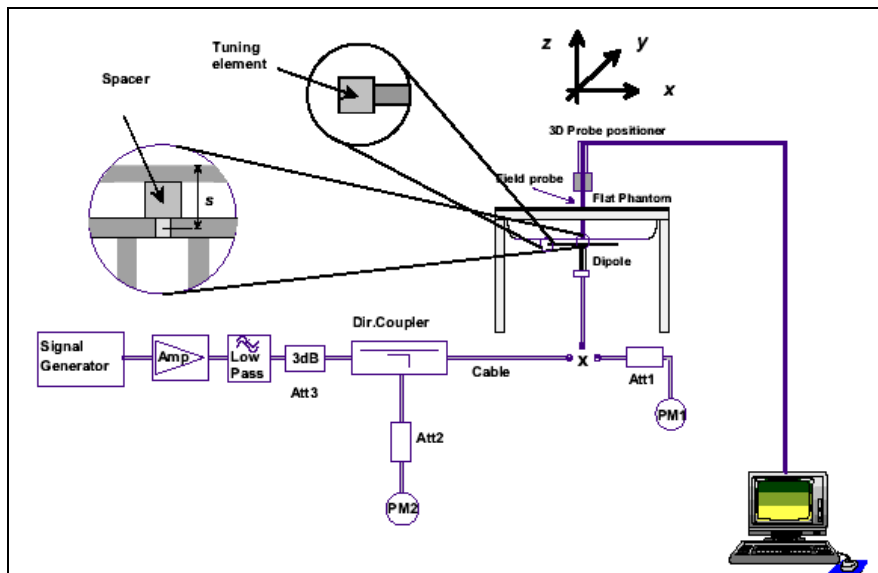 Tuning
element
Spacer
z
y
x
3D Probe positioner
Field probe
s
Flat Phantom
Dipole
Dir.Coupler
Signal
Generator
Amp
Low
Pass
3dB
Att3
Cable
x
Att1
PM1
Att2
PM2